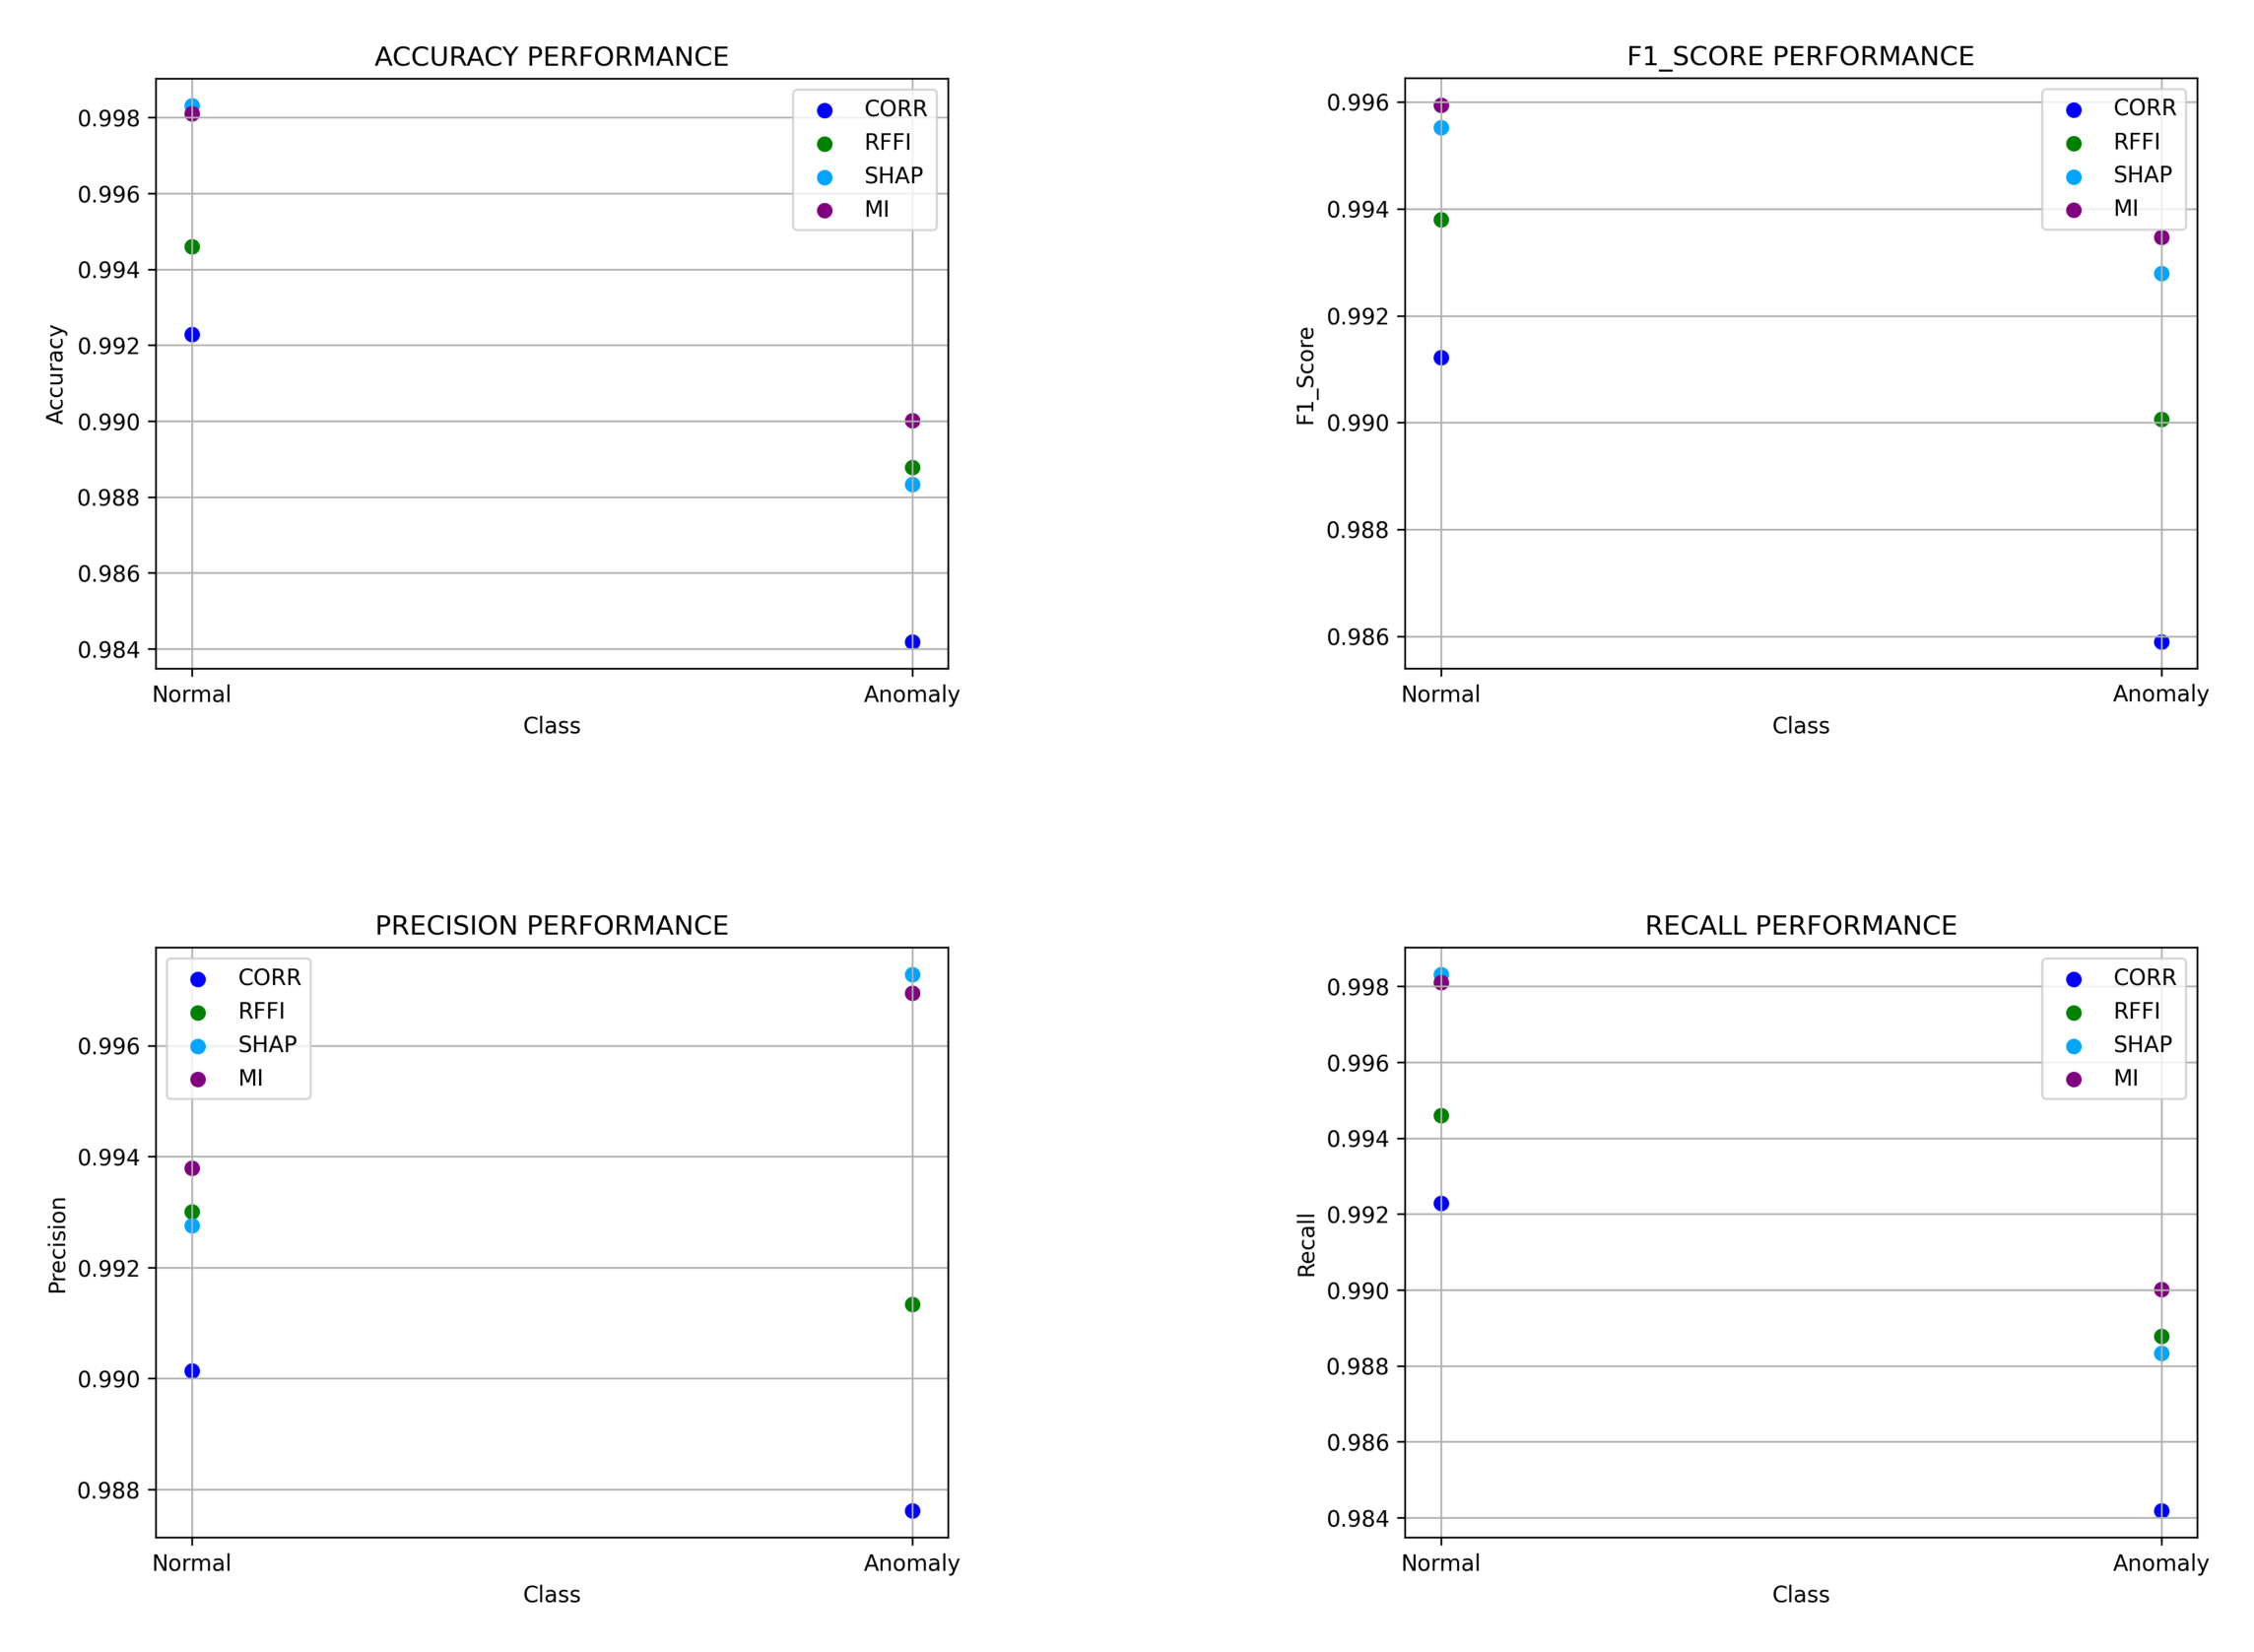 ACCURACY PERFORMANCE
0.998
0.996
0.994
0.992
0.990
0.988
0.986
0.984
Accuracy
CORR
RFFI
SHAP
MI
Normal
Anomaly
Class
F1_SCORE PERFORMANCE
0.996
0.994
0.992
0.990
0.988
0.986
F1_Score
CORR
RFFI
SHAP
MI
Normal
Anomaly
Class
PRECISION PERFORMANCE
0.996
0.994
0.992
0.990
0.988
Precision
CORR
RFFI
SHAP
MI
Normal
Anomaly
Class
RECALL PERFORMANCE
0.998
0.996
0.994
0.992
0.990
0.988
0.986
0.984
Recall
CORR
RFFI
SHAP
MI
Normal
Anomaly
Class